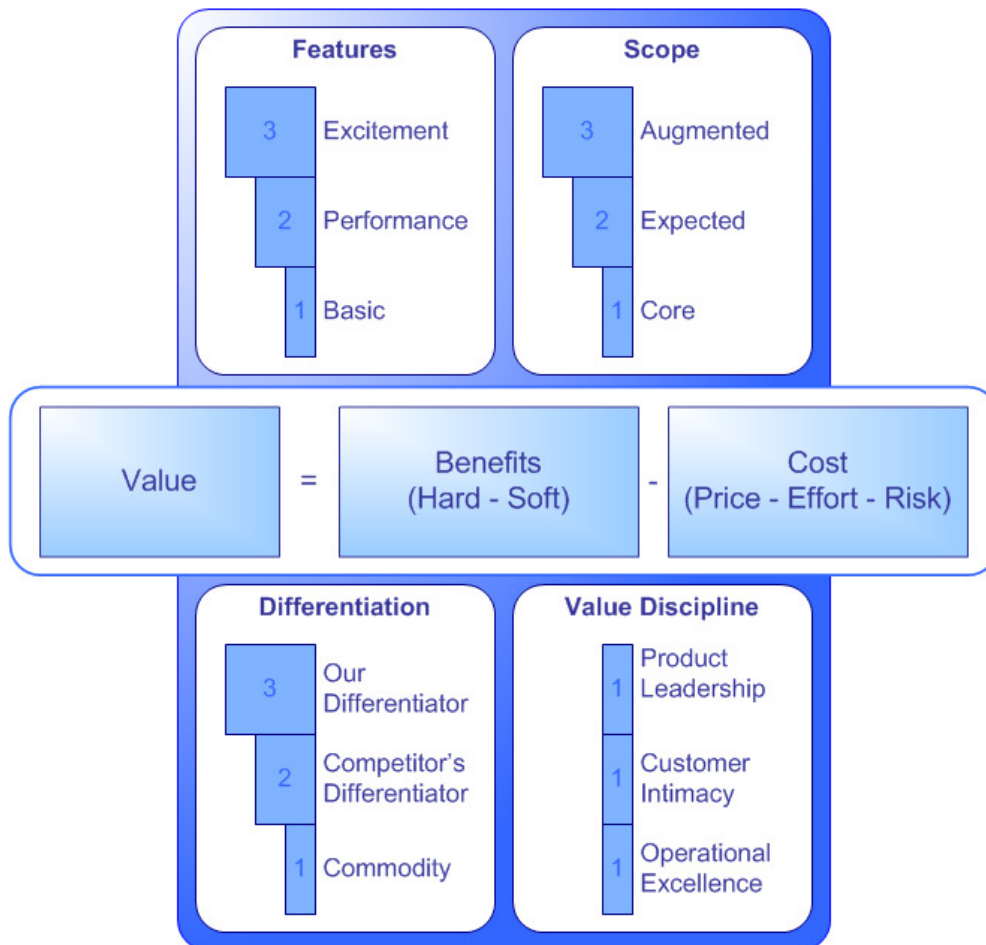 Features
3 Excitement
2 Performance
1 Basic
Scope
3 Augmented
2 Expected
1 Core
Value = Benefits - Cost
(Hard - Soft) (Price - Effort - Risk)
Differentiation
3 Our
Differentiator
2 Competitor's
Differentiator
1 Commodity
Value Discipline
1 Product
Leadership
1 Customer
Intimacy
1 Operational
Excellence